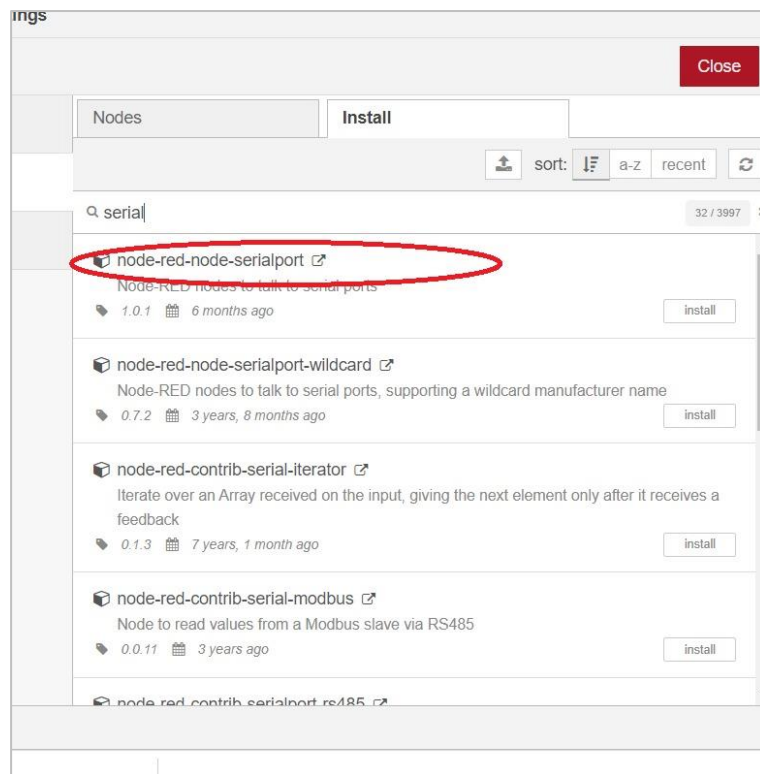 ings
Close
Nodes Install
sort: a-z recent
serial 32 / 3997
node-red-node-serialport
Node-RED nodes to talk to serial ports
1.0.1 6 months ago install
node-red-node-serialport-wildcard
Node-RED nodes to talk to serial ports, supporting a wildcard manufacturer name
0.7.2 3 years, 8 months ago install
node-red-contrib-serial-iterator
Iterate over an Array received on the input, giving the next element only after it receives a
feedback
0.1.3 7 years, 1 month ago install
node-red-contrib-serial-modbus
Node to read values from a Modbus slave via RS485
0.0.11 3 years ago install
node-red-contrib-serialport-rs485